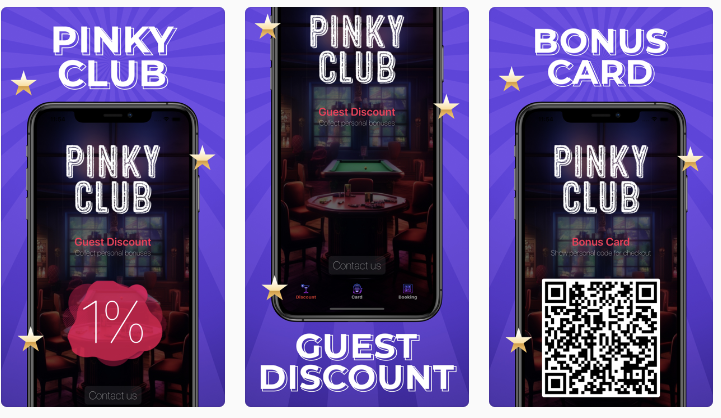 PINKY
CLUB
PINKY
CLUB
Guest Discount
Collect personal bonuses
1%
Contact us
PINKY
CLUB
Guest Discount
Collect personal bonuses
Contact us
Discount
Card
Booking
GUEST
DISCOUNT
BONUS
CARD
PINKY
CLUB
Bonus Card
Show personal code for checkout